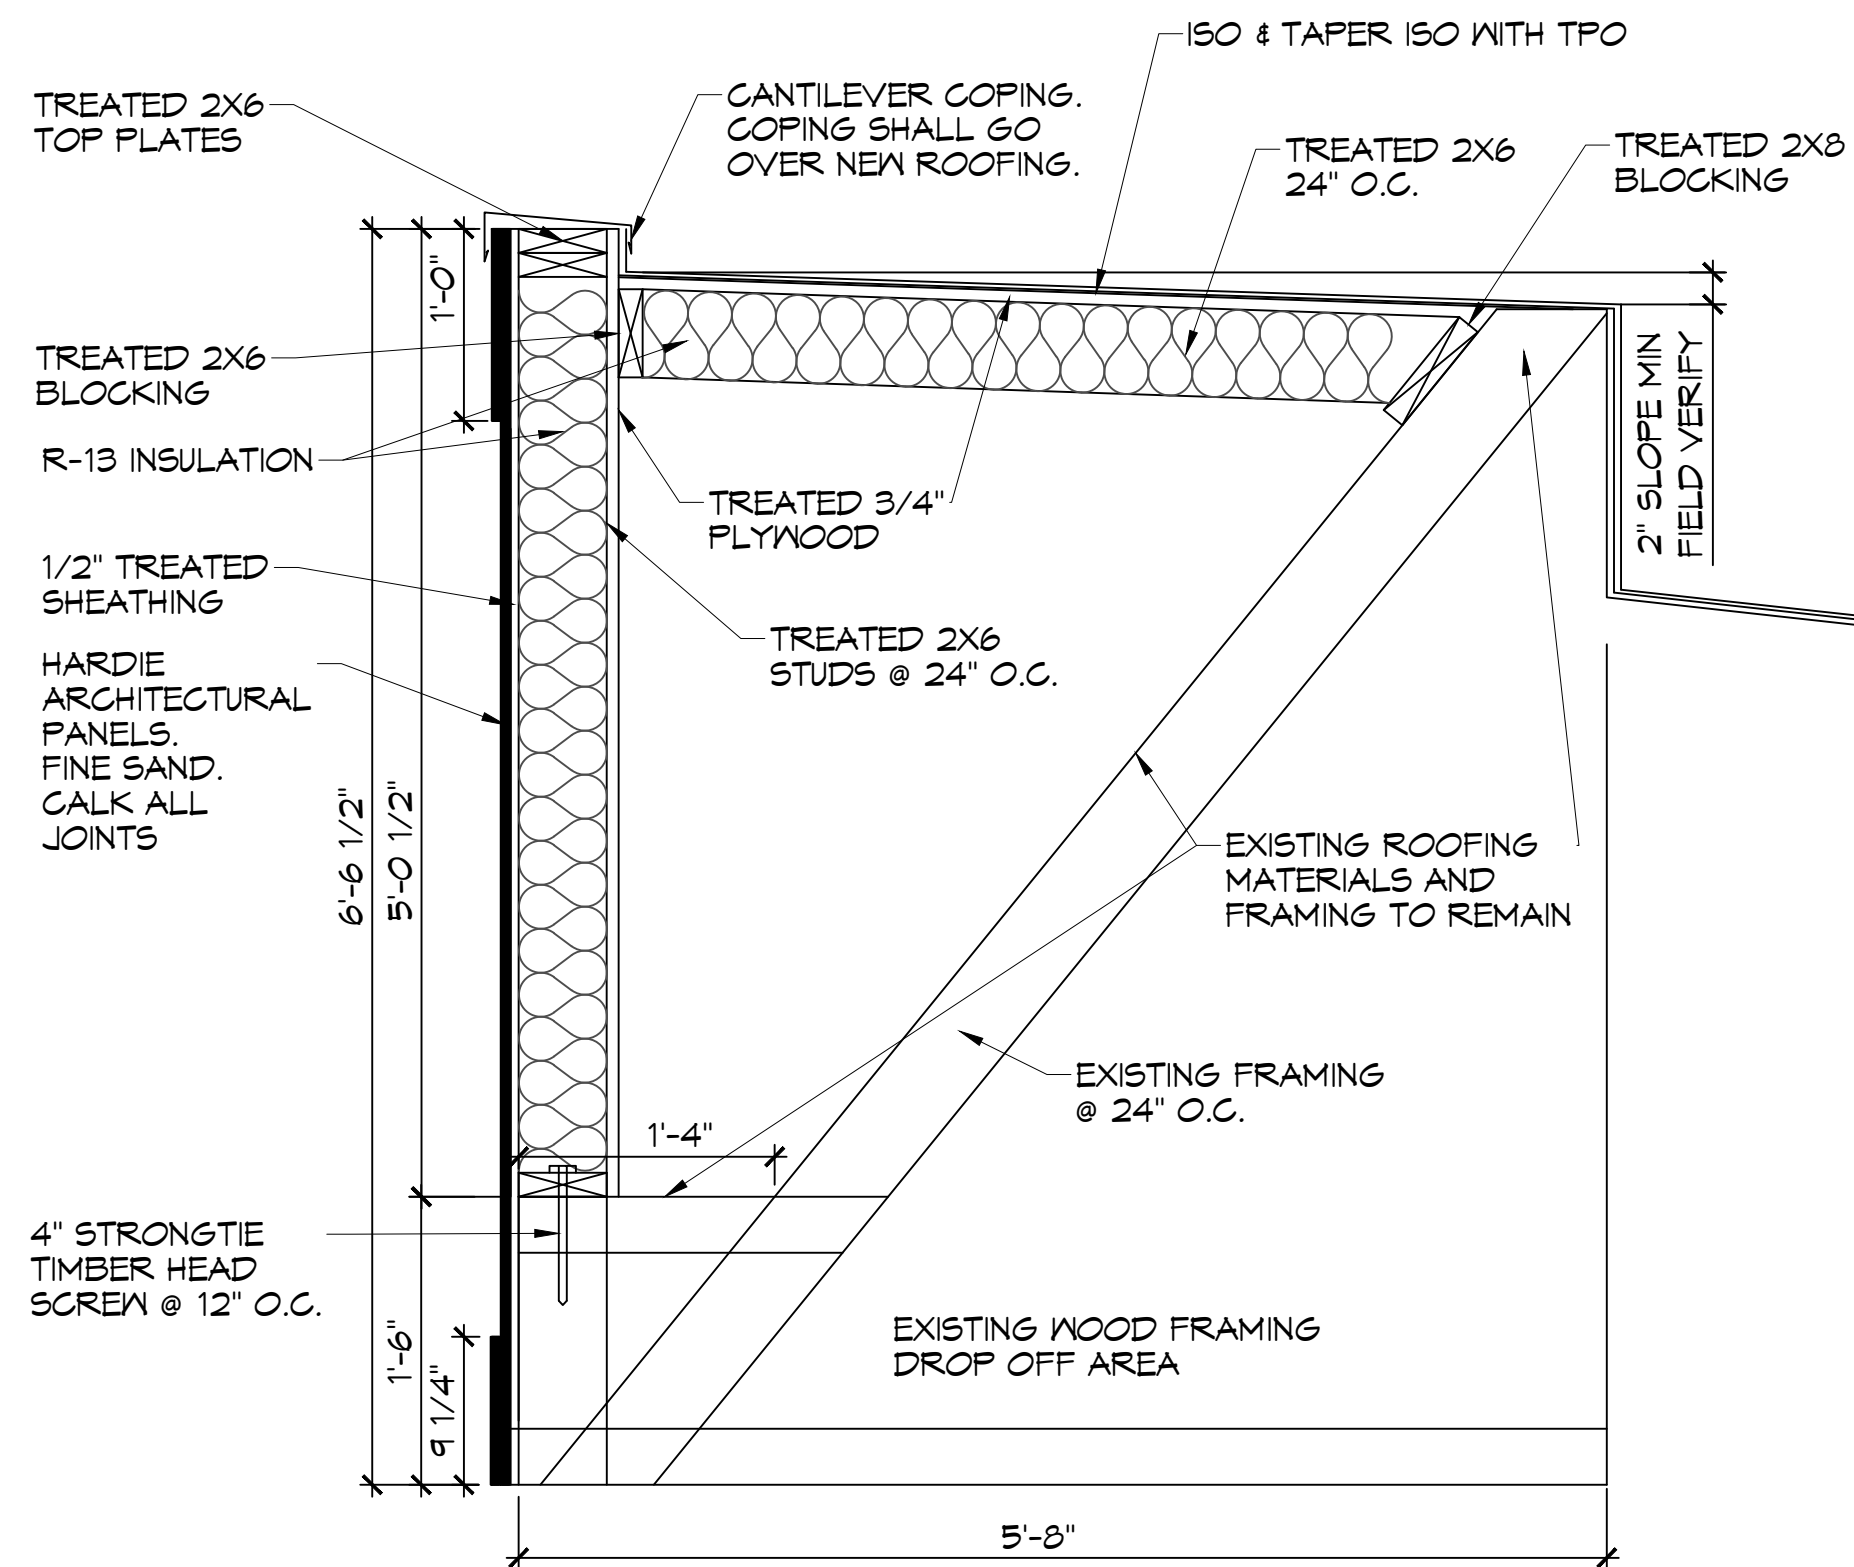 ISO & TAPER ISO WITH TPO
TREATED 2X6
TOP PLATES
CANTILEVER COPING.
COPING SHALL GO
OVER NEW ROOFING.
TREATED 2X6
24" O.C.
TREATED 2X8
BLOCKING
1'-0"
TREATED 2X6
BLOCKING
R-13 INSULATION
TREATED 3/4"
PLYWOOD
2" SLOPE MIN
FIELD VERIFY
1/2" TREATED
SHEATHING
TREATED 2X6
STUDS @ 24" O.C.
HARDIE
ARCHITECTURAL
PANELS.
FINE SAND.
CALK ALL
JOINTS
6'-6 1/2"
5'-0 1/2"
EXISTING ROOFING
MATERIALS AND
FRAMING TO REMAIN
EXISTING FRAMING
@ 24" O.C.
1'-4"
4" STRONGTIE
TIMBER HEAD
SCREW @ 12" O.C.
1'-6"
9 1/4"
EXISTING WOOD FRAMING
DROP OFF AREA
5'-8"